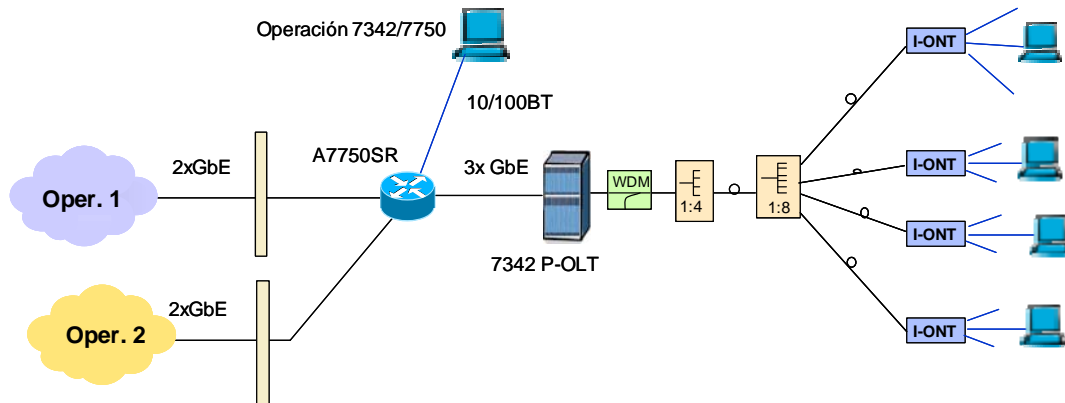 Operación 7342/7750
10/100BT
2xGbE
A7750SR
3x GbE
Oper. 1
7342 P-OLT
WDM
1:4
1:8
2xGbE
Oper. 2
I-ONT
I-ONT
I-ONT
I-ONT